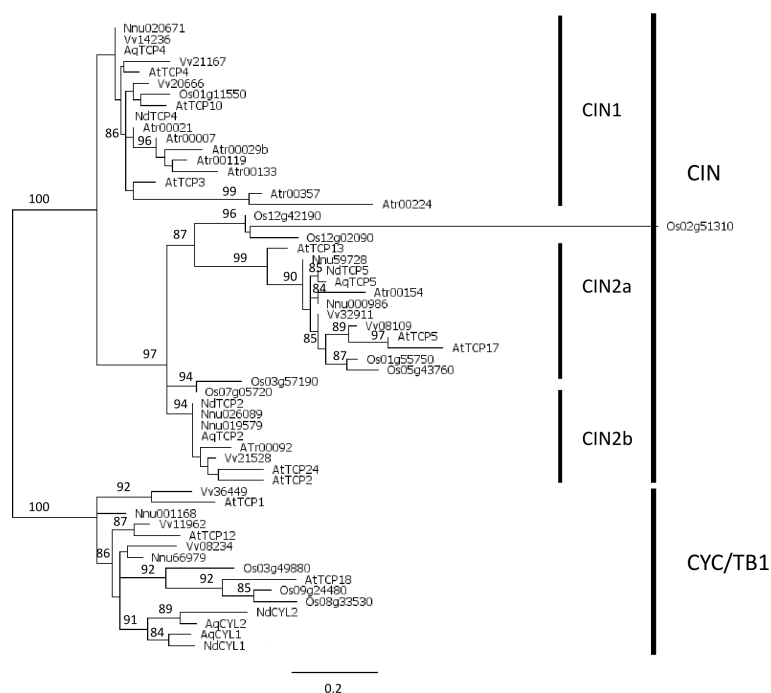 Nnu020671
Vv14236
AqTCP4
Vv21167
AtTCP4
Vv20666
Os01g11550
AtTCP10
NdTCP4
Atr00021
86
96
Atr00007
Atr00029b
Atr00119
Atr00133
AtTCP3
99
Atr00357
Atr00224
CIN1
CIN
100
96
Os12g42190
Os02g51310
87
Os12g02090
AtTCP13
99
Nnu59728
90
85
NdTCP5
AqTCP5
84
Atr00154
Nnu000986
Vv32911
89
Vv08109
85
97
AtTCP5
AtTCP17
87
Os01g55750
Os05g43760
CIN2a
97
94
Os03g57190
Os07g05720
94
NdTCP2
Nnu026089
Nnu019579
AqTCP2
ATr00092
Vv21528
AtTCP24
AtTCP2
CIN2b
92
Vv36449
AtTCP1
100
Nnu001168
87
Vv11962
AtTCP12
86
Vv08234
Nnu66979
92
Os03g49880
92
AtTCP18
85
Os09g24480
Os08g33530
89
NdCYL2
91
AqCYL2
84
AqCYL1
NdCYL1
CYC/TB1
0.2